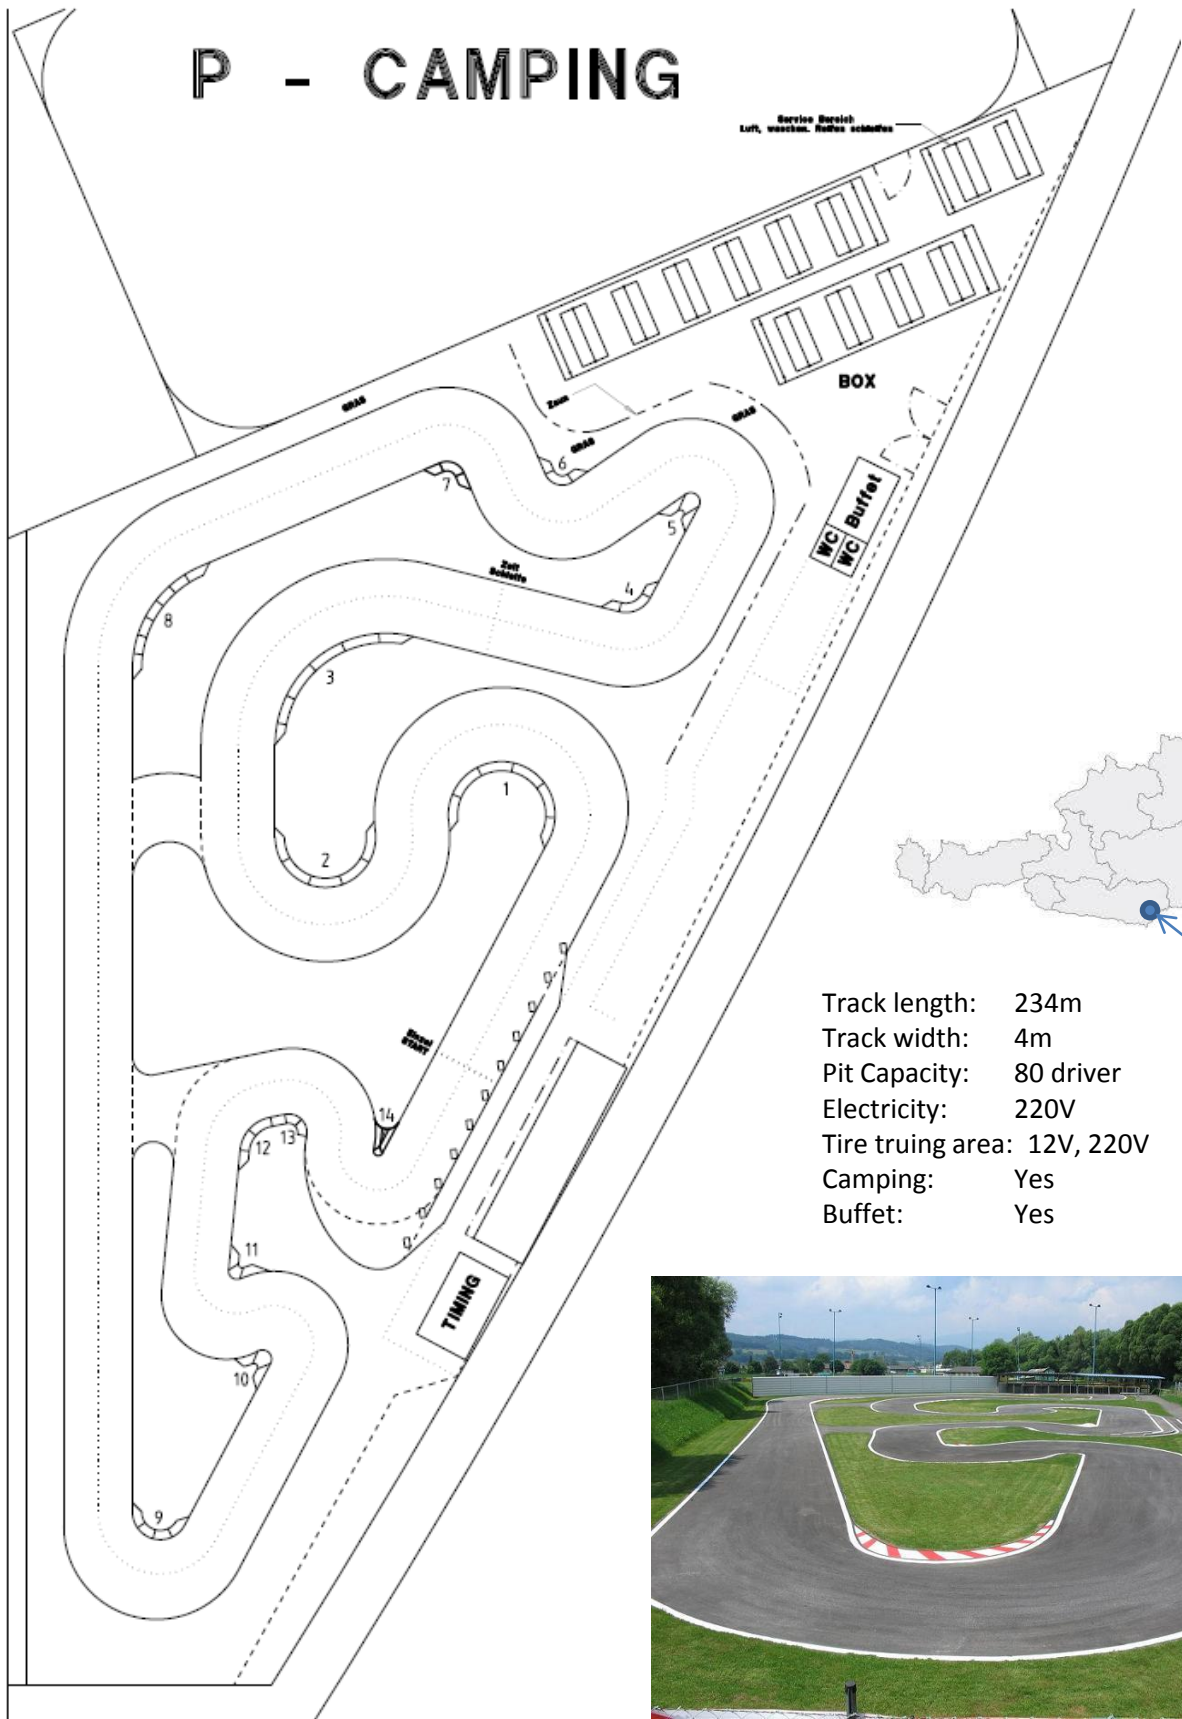 P - CAMPING
Service Bereich
Luft, waschen. Reifen schleifen
BOX
Zaun
GRAS
GRAS
GRAS
6
7
5
Buffet
WC
WC
Zeit
Schleife
4
8
3
1
2
Einzel
START
14
12
13
11
TIMING
10
9
Track length: 234m
Track width: 4m
Pit Capacity: 80 driver
Electricity: 220V
Tire truing area: 12V, 220V
Camping: Yes
Buffet: Yes